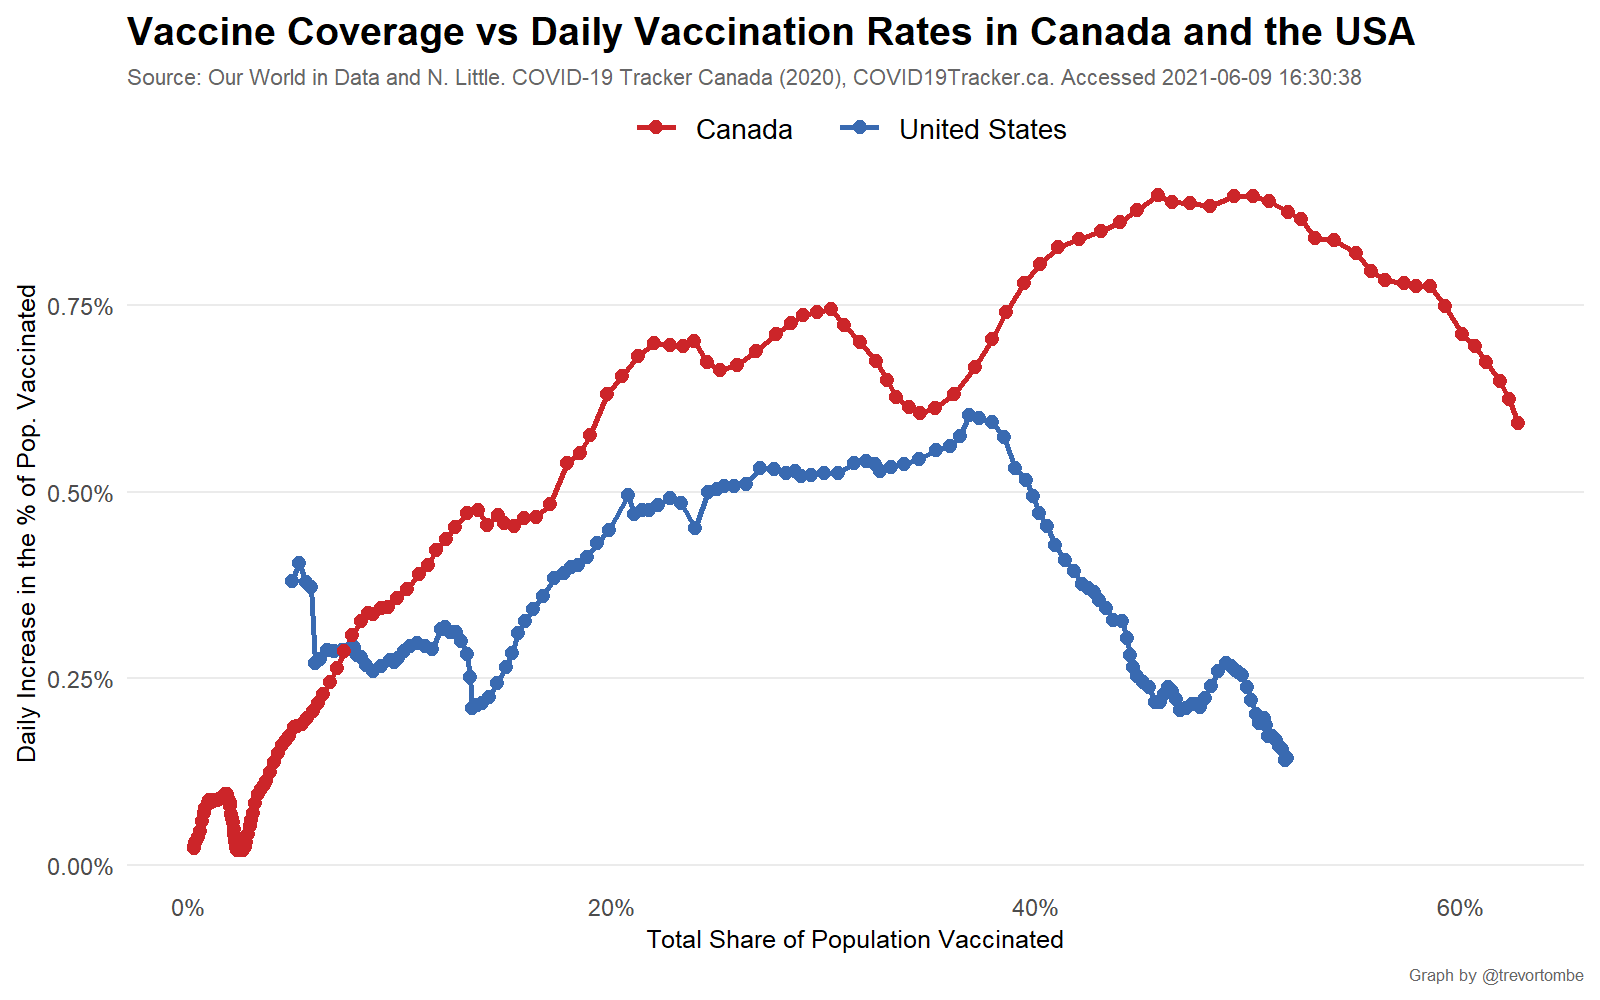 Vaccine Coverage vs Daily Vaccination Rates in Canada and the USA
Source: Our World in Data and N. Little. COVID-19 Tracker Canada (2020), COVID19Tracker.ca. Accessed 2021-06-09 16:30:38
Canada
United States
Daily Increase in the % of Pop. Vaccinated
0.75%
0.50%
0.25%
0.00%
0%
20%
40%
60%
Total Share of Population Vaccinated
Graph by @trevortombe